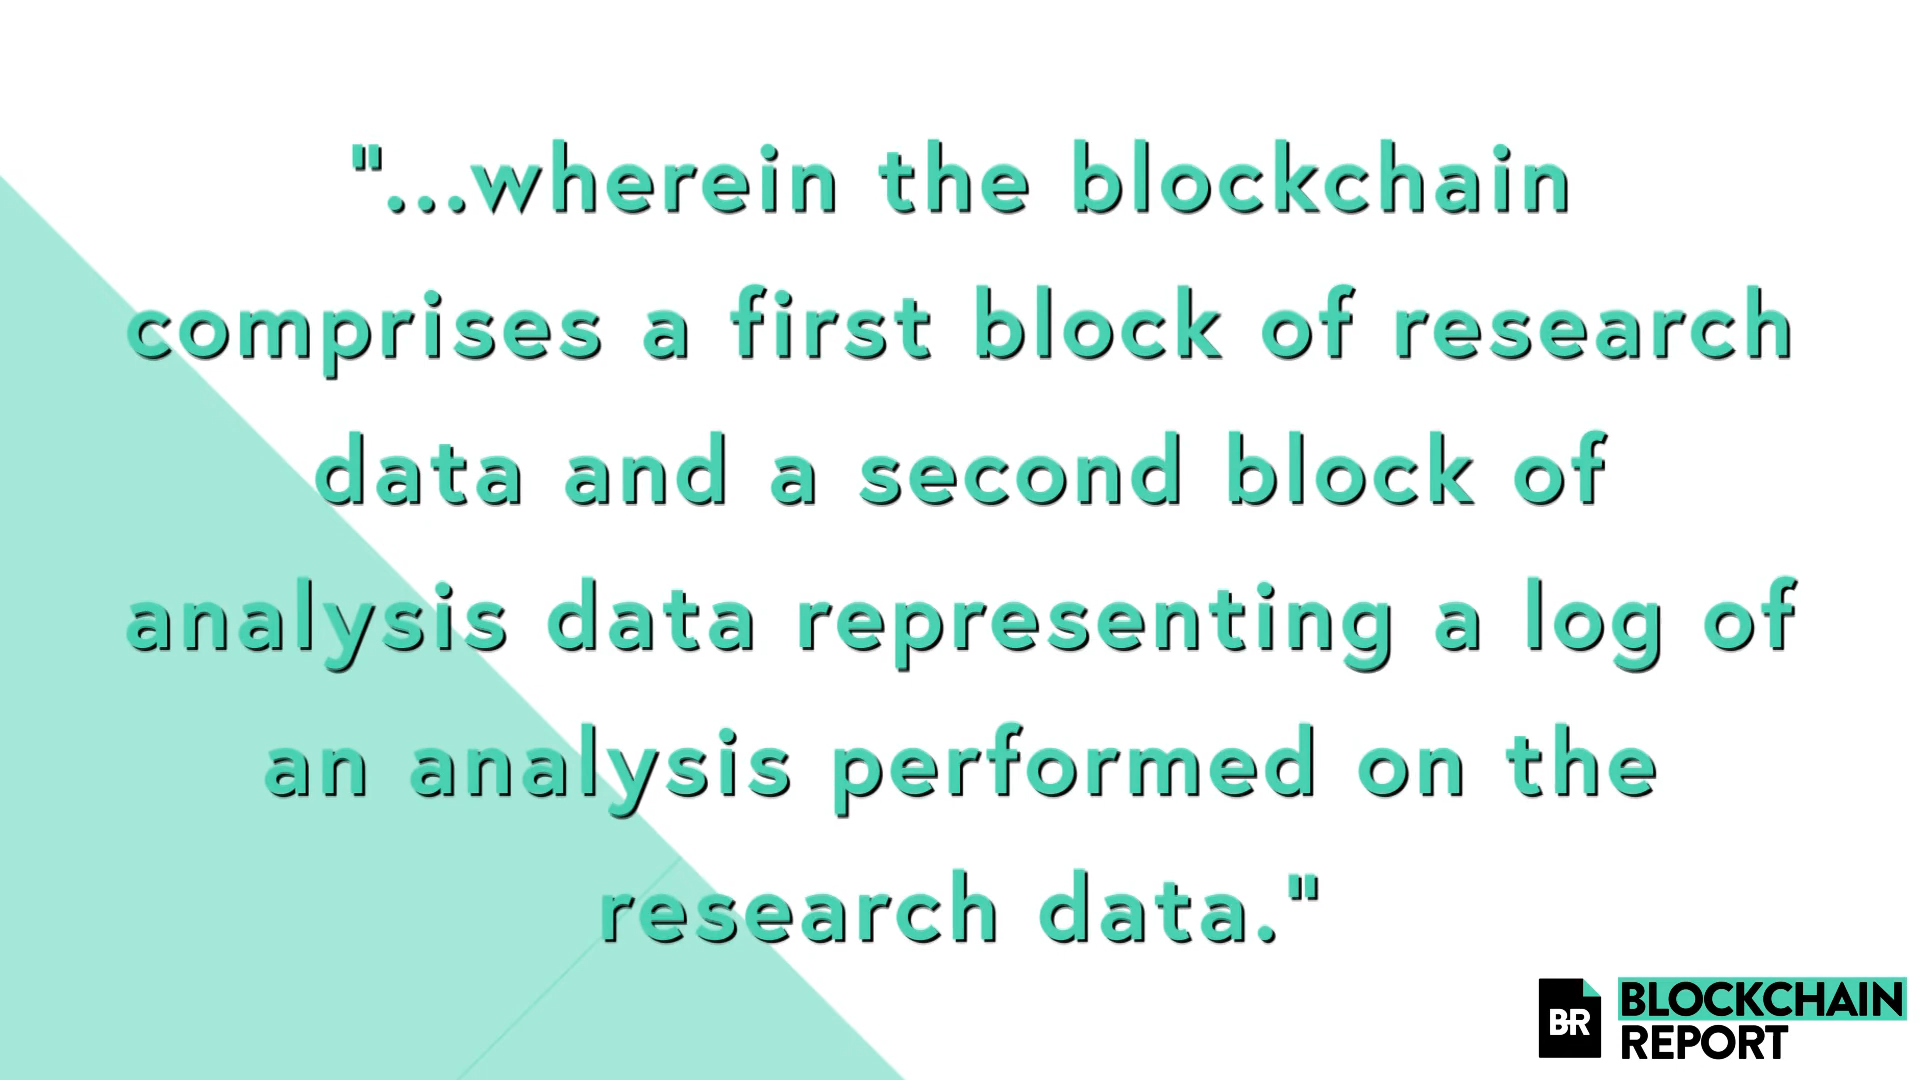 "...wherein the blockchain
comprises a first block of research
data and a second block of
analysis data representing a log of
an analysis performed on the
research data."
BR
BLOCKCHAIN
REPORT